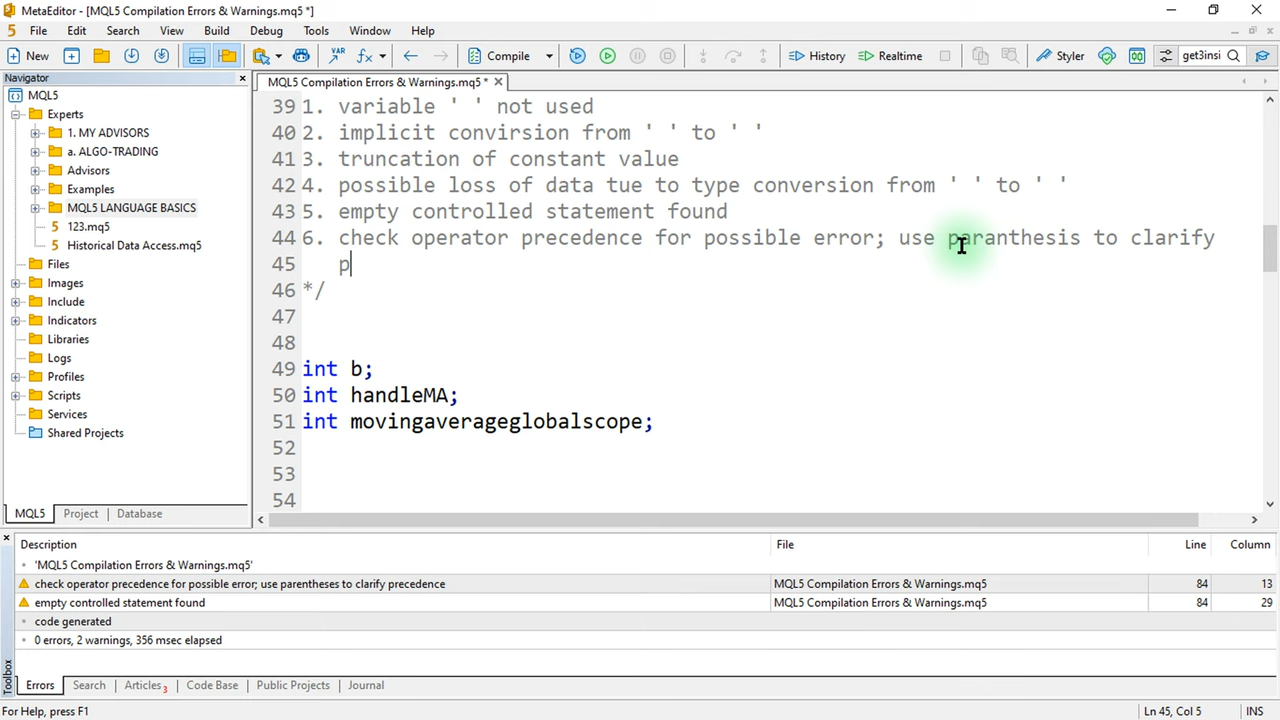 MetaEditor - [MQL5 Compilation Errors & Warnings.mq5 *]
File Edit Search View Build Debug Tools Window Help
New Compile History Realtime Styler get3insi
Navigator
MQL5 Compilation Errors & Warnings.mq5 *
MQL5
Experts
1. MY ADVISORS
a. ALGO-TRADING
Advisors
Examples
MQL5 LANGUAGE BASICS
123.mq5
Historical Data Access.mq5
Files
Images
Include
Indicators
Libraries
Logs
Profiles
Scripts
Services
Shared Projects
MQL5 Project Database
39 1. variable ' ' not used
40 2. implicit convirsion from ' ' to ' '
41 3. truncation of constant value
42 4. possible loss of data tue to type conversion from ' ' to ' '
43 5. empty controlled statement found
44 6. check operator precedence for possible error; use paranthesis to clarify
45 p
46 */
47
48
49 int b;
50 int handleMA;
51 int movingaverageglobalscope;
52
53
54
Description File Line Column
'MQL5 Compilation Errors & Warnings.mq5'
check operator precedence for possible error; use parentheses to clarify precedence MQL5 Compilation Errors & Warnings.mq5 84 13
empty controlled statement found MQL5 Compilation Errors & Warnings.mq5 84 29
code generated
0 errors, 2 warnings, 356 msec elapsed
Toolbox
Errors Search Articles 3 Code Base Public Projects Journal
For Help, press F1 Ln 45, Col 5 INS